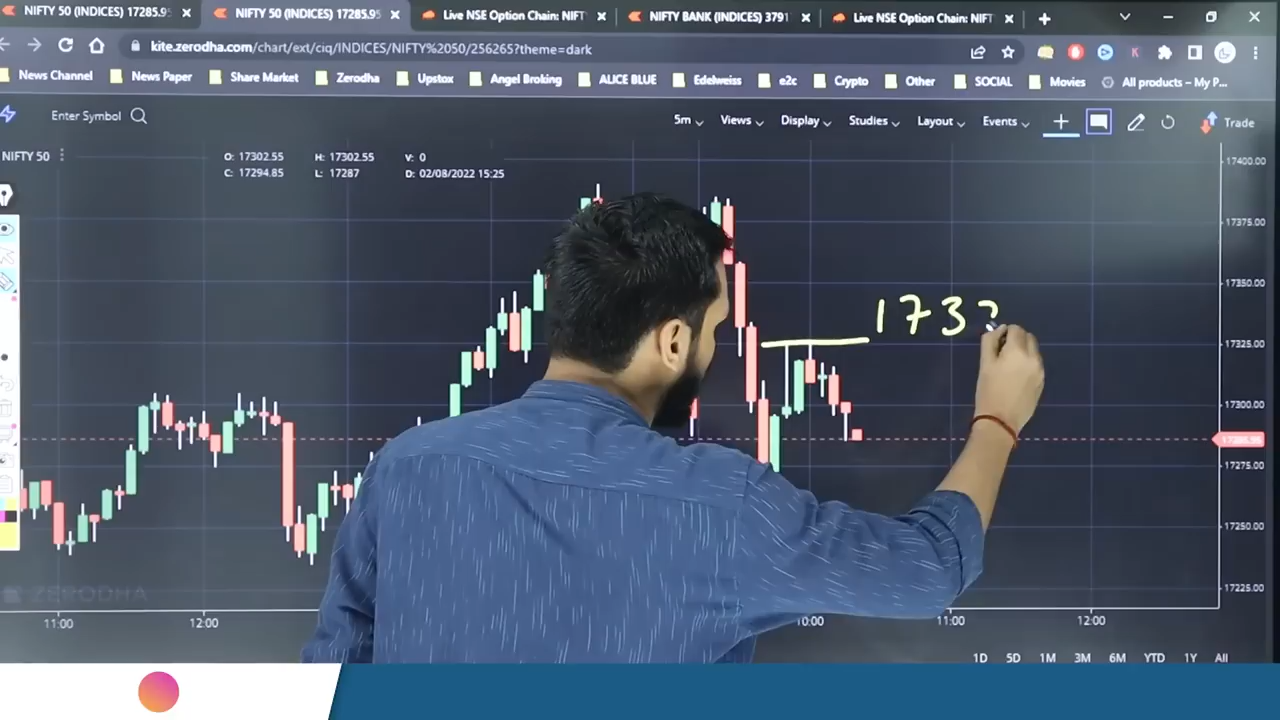 NIFTY 50 (INDICES) 17285.95
NIFTY 50 (INDICES) 17285.95
Live NSE Option Chain: NIFT
NIFTY BANK (INDICES) 3791
Live NSE Option Chain: NIFT
kite.zerodha.com/chart/ext/ciq/INDICES/NIFTY%2050/256265?theme=dark
News Channel News Paper Share Market Zerodha Upstox Angel Broking ALICE BLUE Edelweiss e2c Crypto Other SOCIAL Movies All products – My P...
Enter Symbol 5m Views Display Studies Layout Events Trade
NIFTY 50
O: 17302.55 H: 17302.55 V: 0
C: 17294.85 L: 17287 D: 02/08/2022 15:25
17400.00
17375.00
17350.00
173
17325.00
17300.00
17285.95
17275.00
17250.00
17225.00
ZERODHA
11:00 12:00 10:00 11:00 12:00
1D 5D 1M 3M 6M YTD 1Y All